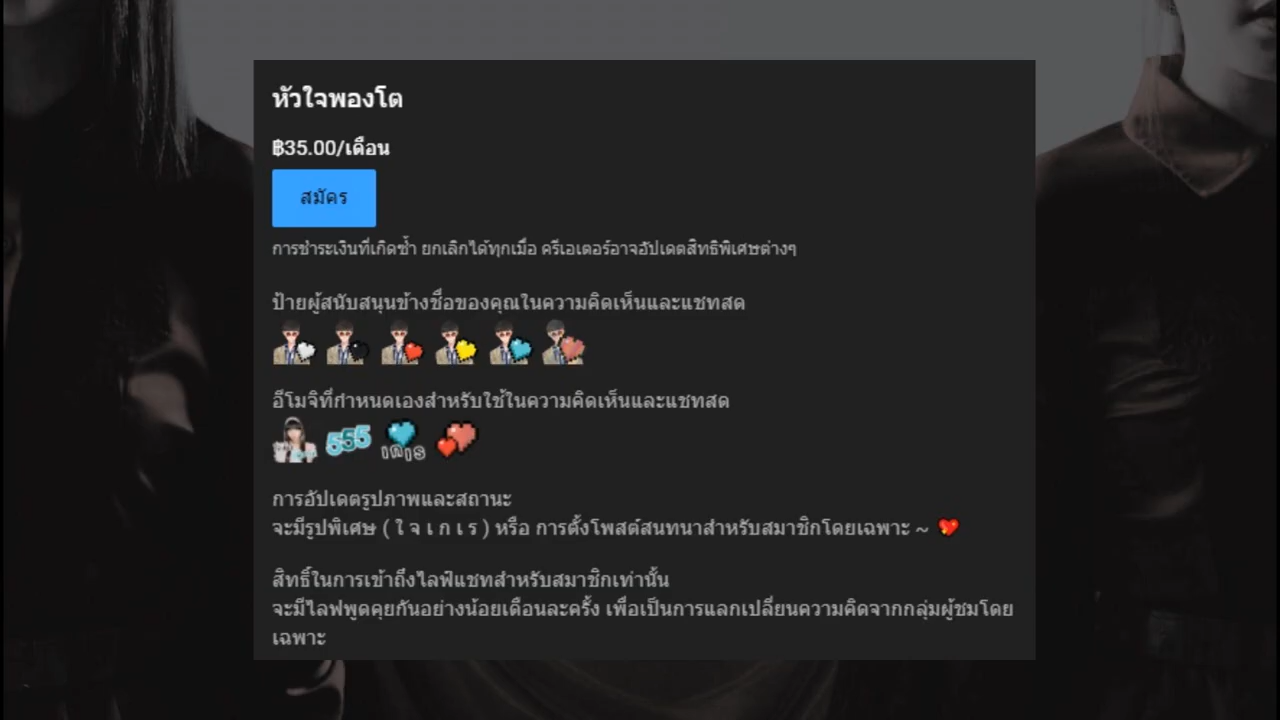 หัวใจพองโต
฿35.00/เดือน
สมัคร
การชำระเงินที่เกิดซ้ำ ยกเลิกได้ทุกเมื่อ ครีเอเตอร์อาจอัปเดตสิทธิพิเศษต่างๆ
ป้ายผู้สนับสนุนข้างชื่อของคุณในความคิดเห็นและแชทสด
อีโมจิที่กำหนดเองสำหรับใช้ในความคิดเห็นและแชทสด
555 เกเร
การอัปเดตรูปภาพและสถานะ
จะมีรูปพิเศษ ( ใ จ เ ก เ ร ) หรือ การตั้งโพสต์สนทนาสำหรับสมาชิกโดยเฉพาะ ~ 💖
สิทธิ์ในการเข้าถึงไลฟ์แชทสำหรับสมาชิกเท่านั้น
จะมีไลฟพูดคุยกันอย่างน้อยเดือนละครั้ง เพื่อเป็นการแลกเปลี่ยนความคิดจากกลุ่มผู้ชมโดย
เฉพาะ